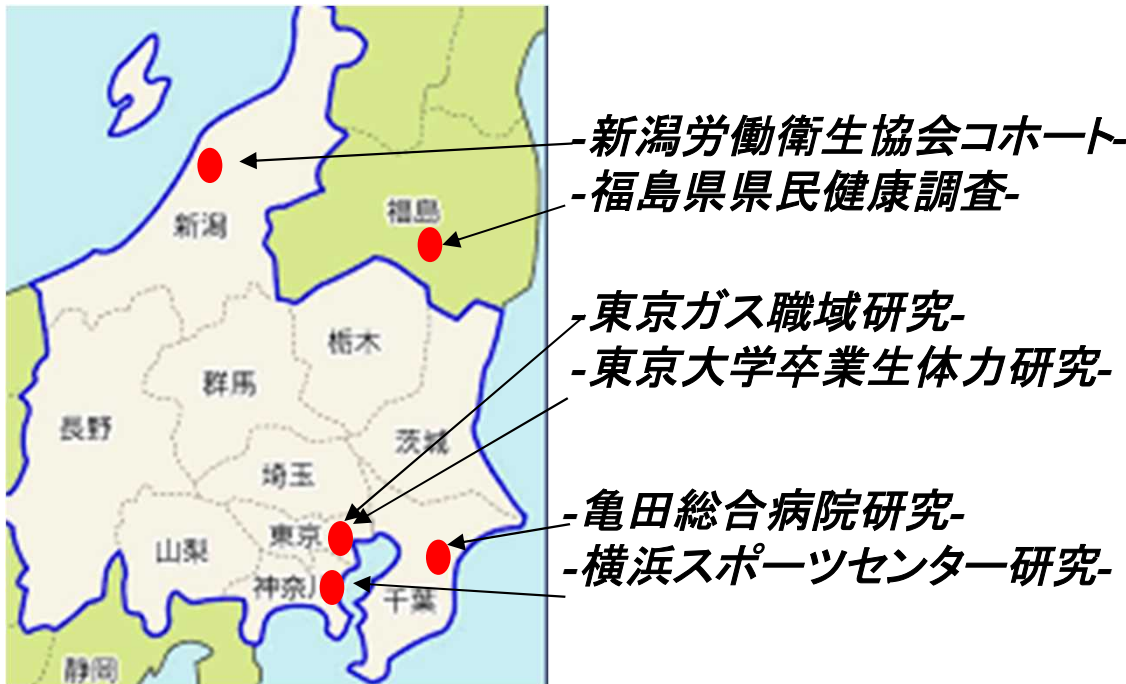 -新潟労働衛生協会コホート-
-福島県県民健康調査-
-東京ガス職域研究-
-東京大学卒業生体力研究-
-亀田総合病院研究-
-横浜スポーツセンター研究-
新潟
福島
栃木
群馬
長野
茨城
埼玉
東京
山梨
神奈川
千葉
静岡